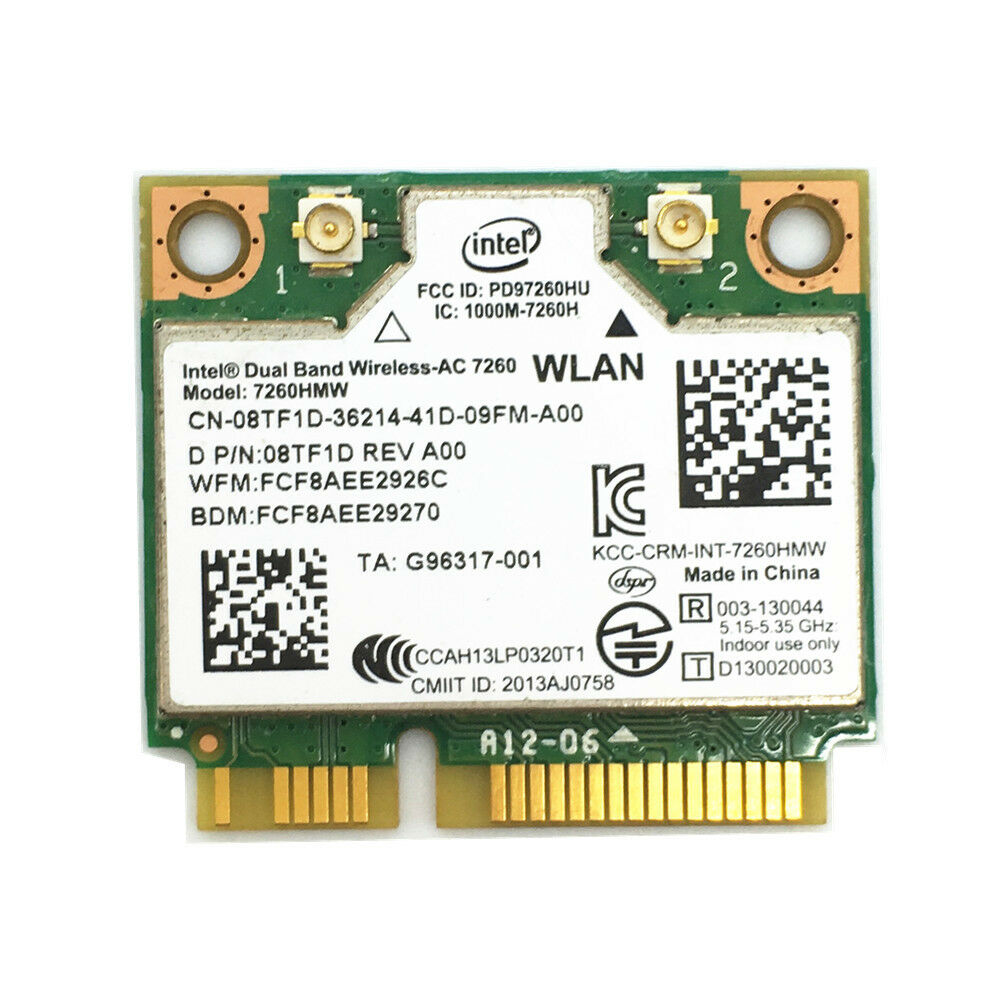 1
2
intel
FCC ID: PD97260HU
IC: 1000M-7260H
Intel® Dual Band Wireless-AC 7260 WLAN
Model: 7260HMW
CN-08TF1D-36214-41D-09FM-A00
D P/N:08TF1D REV A00
WFM:FCF8AEE2926C
BDM:FCF8AEE29270
KCC-CRM-INT-7260HMW
TA: G96317-001
dspr Made in China
R 003-130044
5.15-5.35 GHz:
Indoor use only
T D130020003
CCAH13LP0320T1
CMIIT ID: 2013AJ0758
A12-06